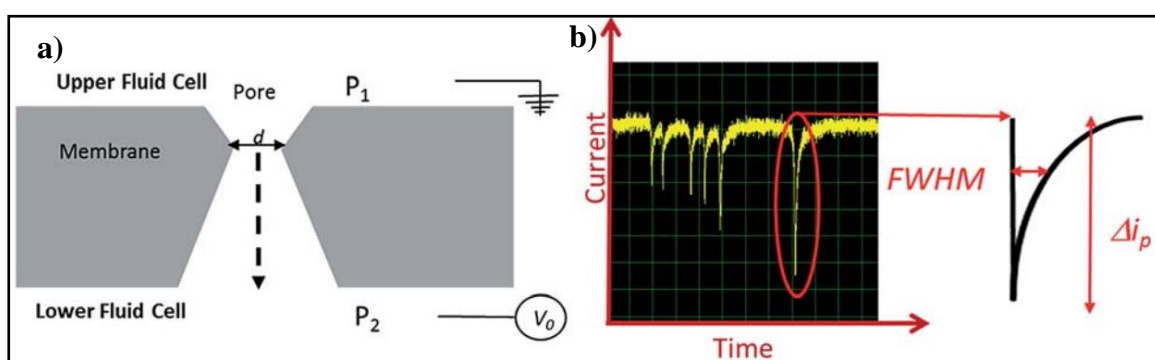 a)
Upper Fluid Cell
Pore
P1
d
Membrane
Lower Fluid Cell
P2
V0
b)
Current
Time
FWHM
Δip